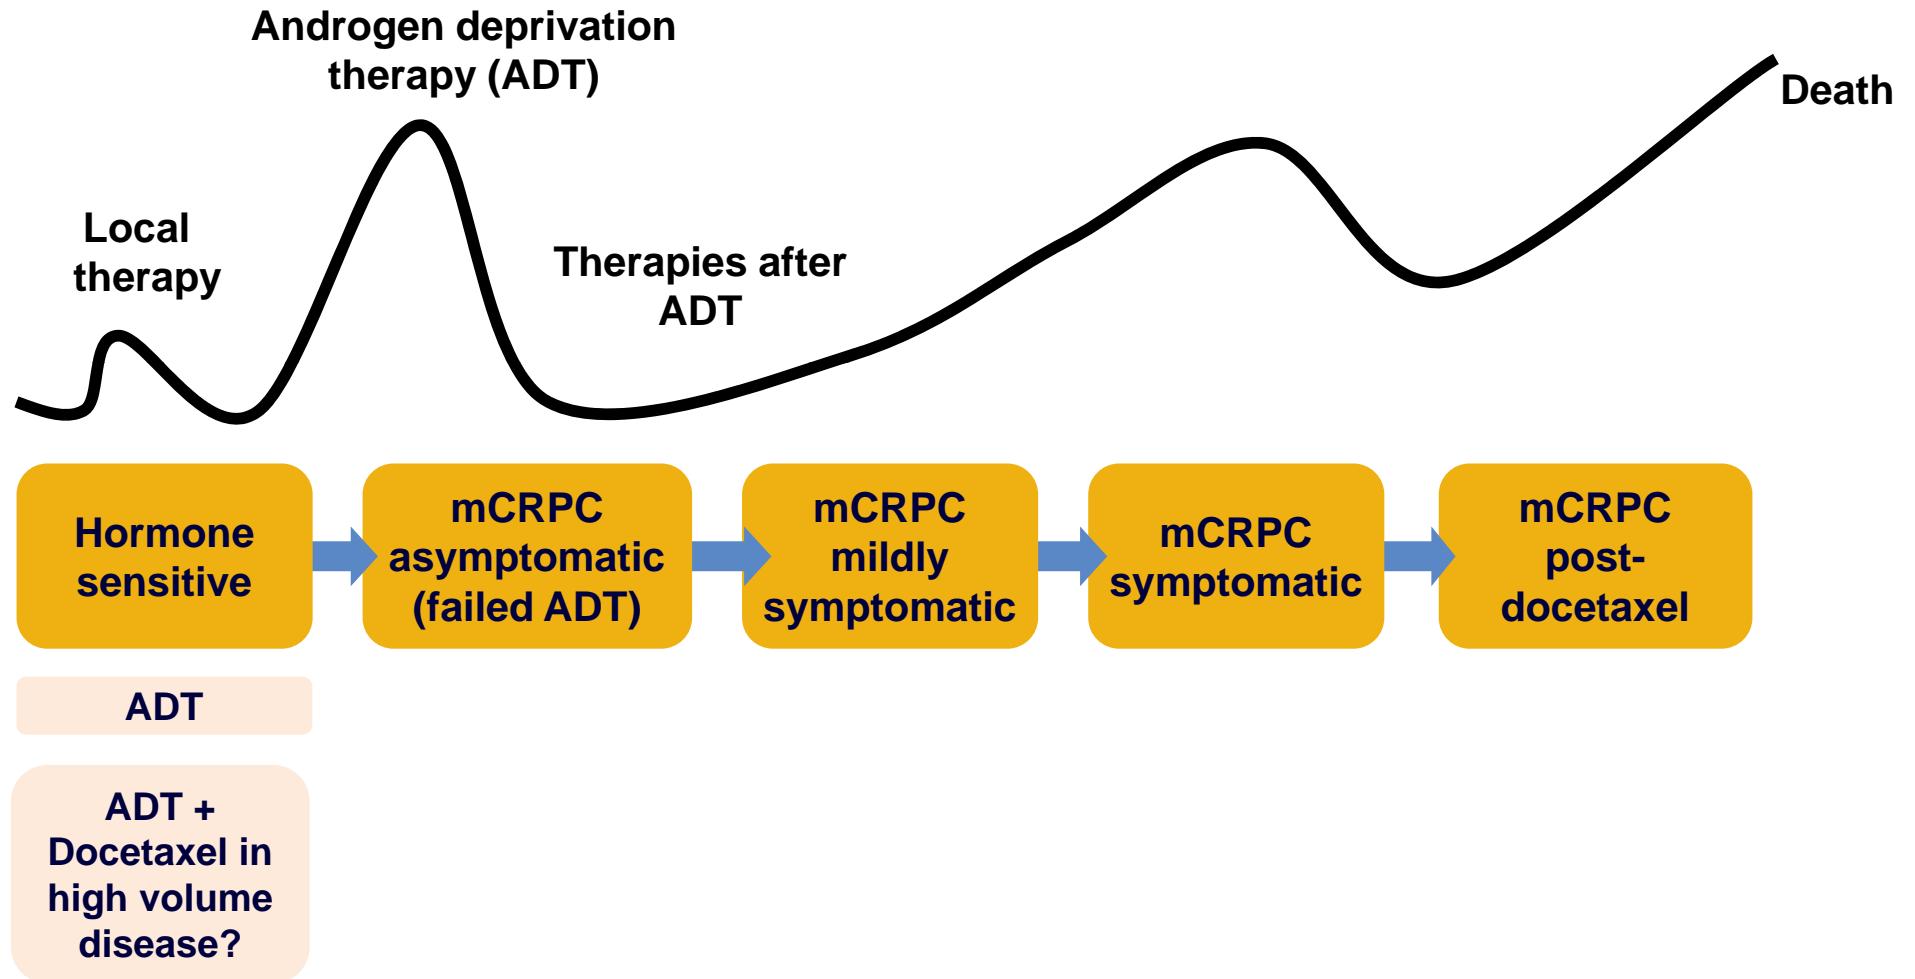 Androgen deprivation
therapy (ADT)
Death
Local
therapy
Therapies after
ADT
Hormone
sensitive
mCRPC
asymptomatic
(failed ADT)
mCRPC
mildly
symptomatic
mCRPC
symptomatic
mCRPC
post-
docetaxel
ADT
ADT +
Docetaxel in
high volume
disease?